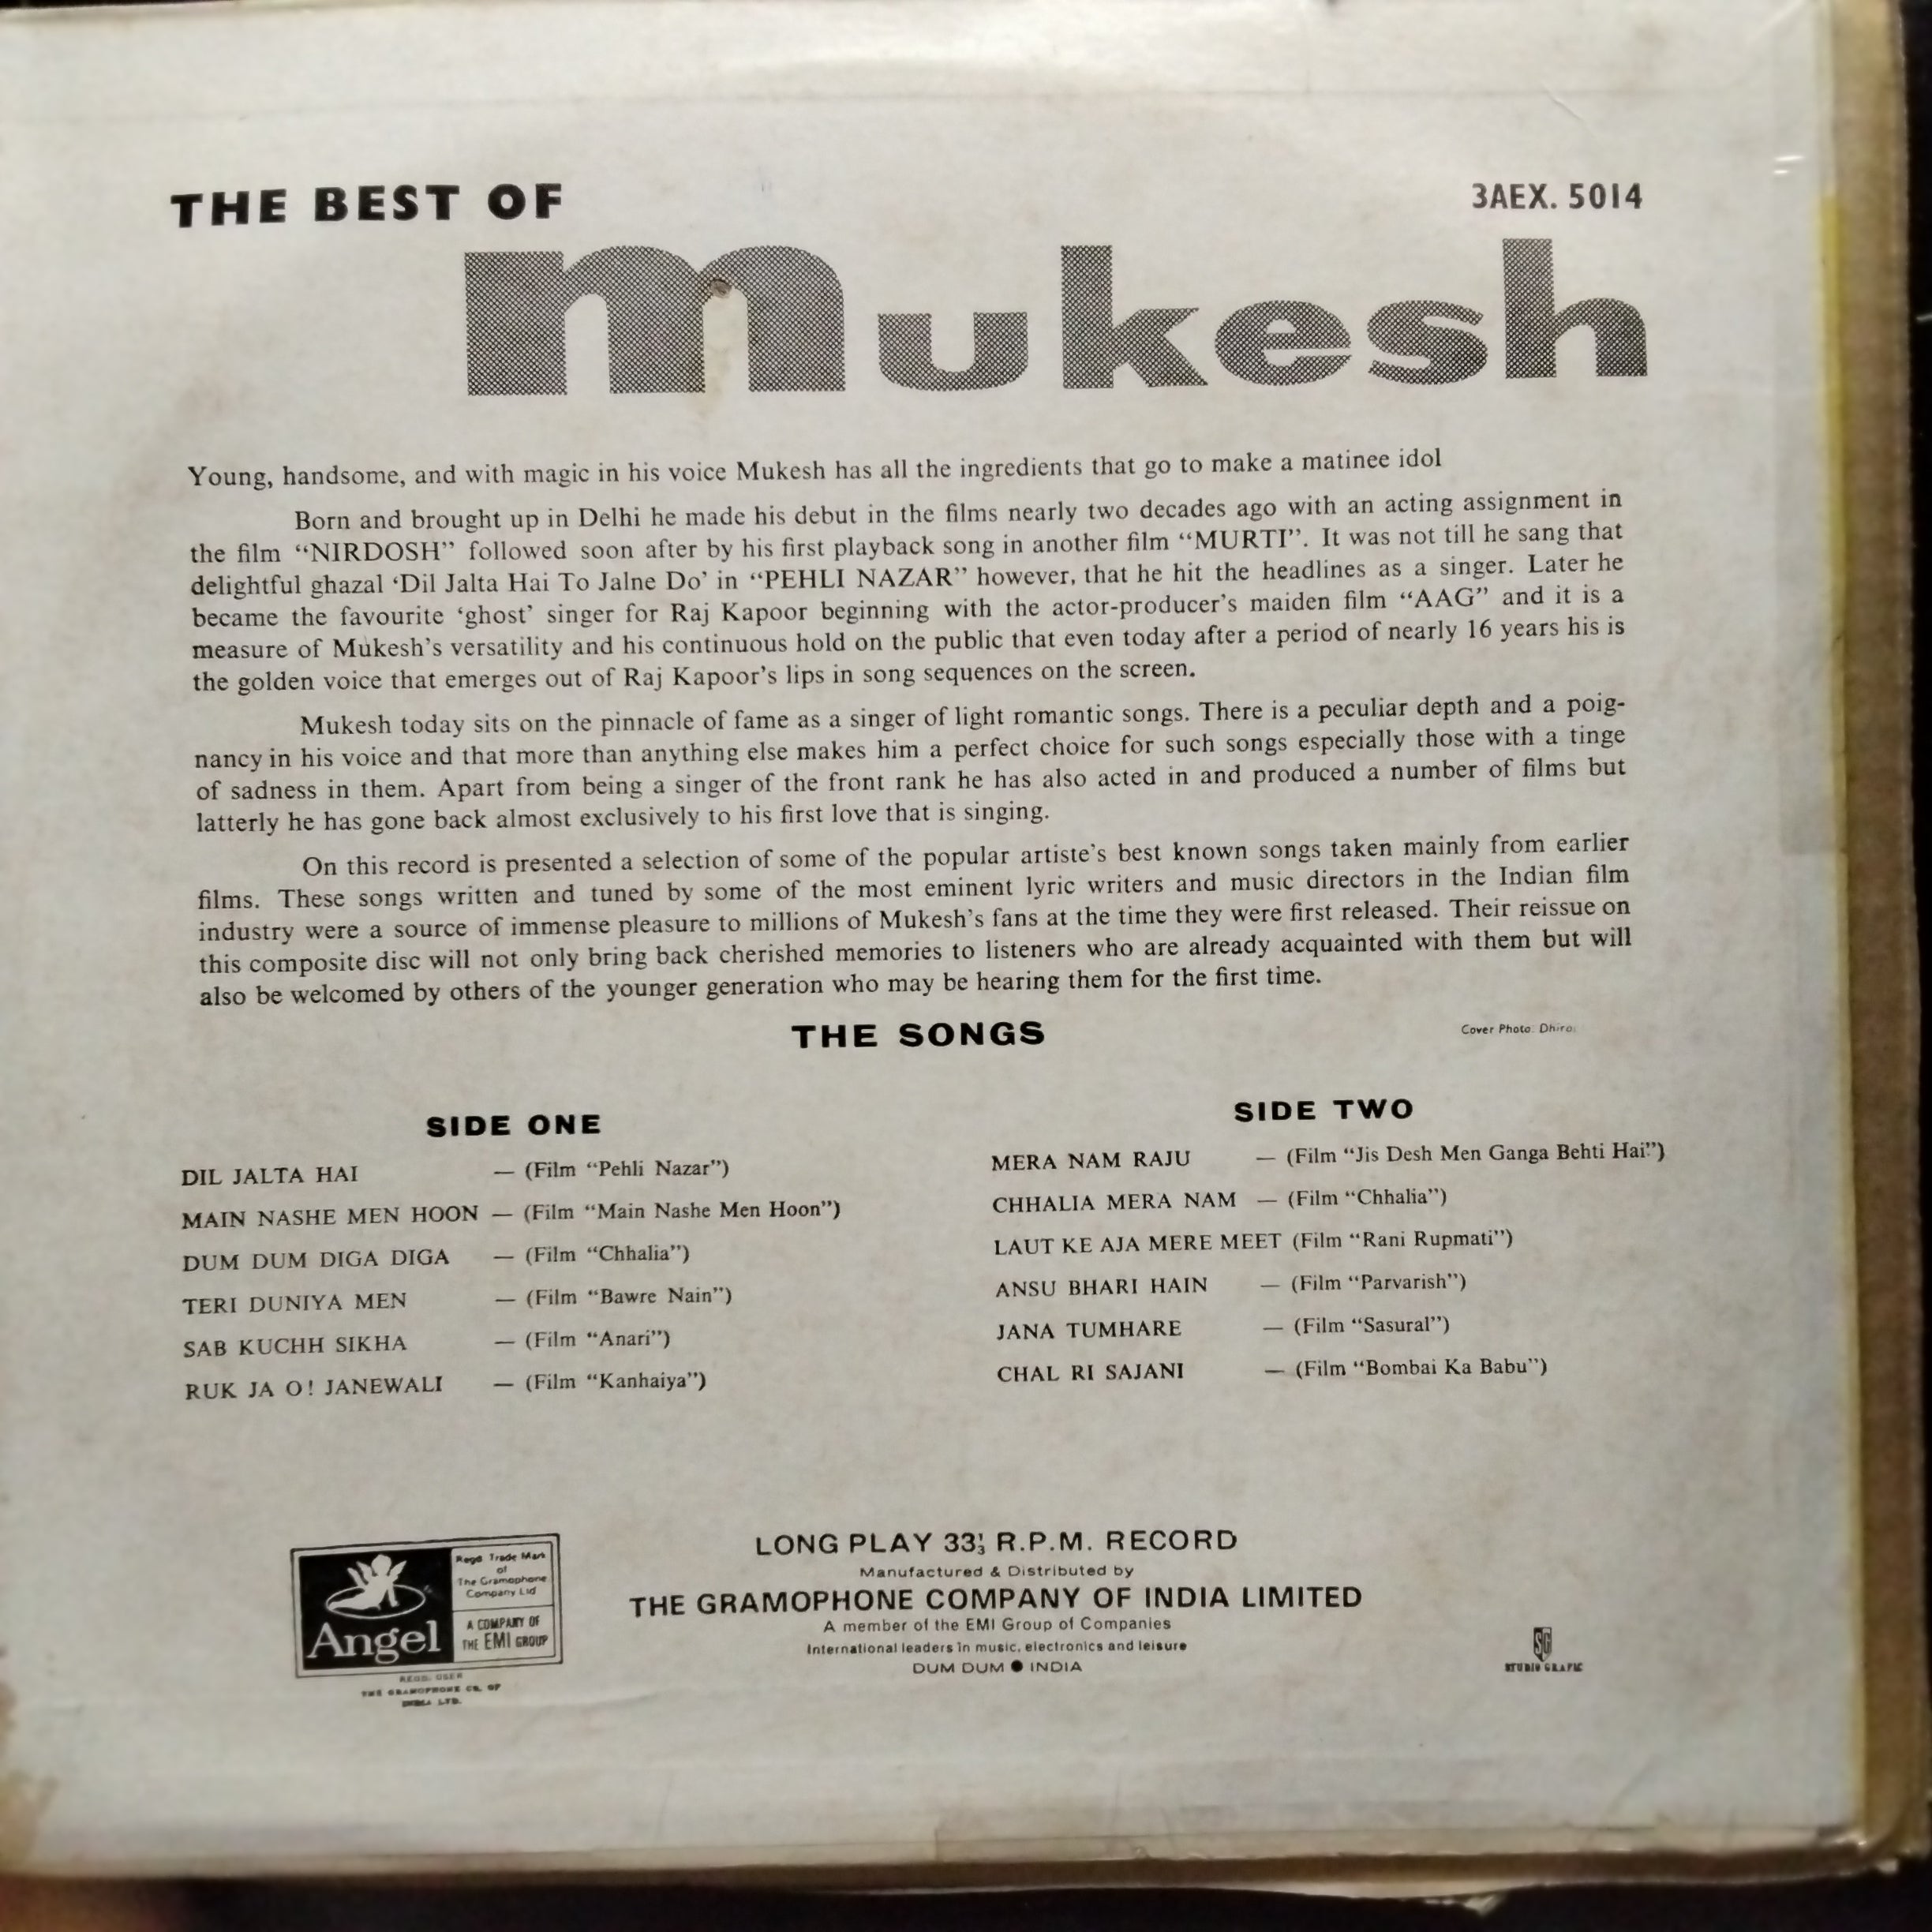 THE BEST OF
3AEX. 5014
mukesh
Young, handsome, and with magic in his voice Mukesh has all the ingredients that go to make a matinee idol
Born and brought up in Delhi he made his debut in the films nearly two decades ago with an acting assignment in
the film “NIRDOSH” followed soon after by his first playback song in another film “MURTI”. It was not till he sang that
delightful ghazal ‘Dil Jalta Hai To Jalne Do’ in “PEHLI NAZAR” however, that he hit the headlines as a singer. Later he
became the favourite ‘ghost’ singer for Raj Kapoor beginning with the actor-producer’s maiden film “AAG” and it is a
measure of Mukesh’s versatility and his continuous hold on the public that even today after a period of nearly 16 years his is
the golden voice that emerges out of Raj Kapoor’s lips in song sequences on the screen.
Mukesh today sits on the pinnacle of fame as a singer of light romantic songs. There is a peculiar depth and a poig-
nancy in his voice and that more than anything else makes him a perfect choice for such songs especially those with a tinge
of sadness in them. Apart from being a singer of the front rank he has also acted in and produced a number of films but
latterly he has gone back almost exclusively to his first love that is singing.
On this record is presented a selection of some of the popular artiste’s best known songs taken mainly from earlier
films. These songs written and tuned by some of the most eminent lyric writers and music directors in the Indian film
industry were a source of immense pleasure to millions of Mukesh’s fans at the time they were first released. Their reissue on
this composite disc will not only bring back cherished memories to listeners who are already acquainted with them but will
also be welcomed by others of the younger generation who may be hearing them for the first time.
THE SONGS
Cover Photo:
SIDE ONE
DIL JALTA HAI — (Film “Pehli Nazar”)
MAIN NASHE MEN HOON — (Film “Main Nashe Men Hoon”)
DUM DUM DIGA DIGA — (Film “Chhalia”)
TERI DUNIYA MEN — (Film “Bawre Nain”)
SAB KUCHH SIKHA — (Film “Anari”)
RUK JA O! JANEWALI — (Film “Kanhaiya”)
SIDE TWO
MERA NAM RAJU — (Film “Jis Desh Men Ganga Behti Hai”)
CHHALIA MERA NAM — (Film “Chhalia”)
LAUT KE AJA MERE MEET (Film “Rani Rupmati”)
ANSU BHARI HAIN — (Film “Parvarish”)
JANA TUMHARE — (Film “Sasural”)
CHAL RI SAJANI — (Film “Bombai Ka Babu”)
Angel
Regd. Trade Mark
of
The Gramophone
Company Ltd
A COMPANY OF
THE EMI GROUP
REGD. USER
THE GRAMOPHONE CO. OF
INDIA LTD.
LONG PLAY 33⅓ R.P.M. RECORD
Manufactured & Distributed by
THE GRAMOPHONE COMPANY OF INDIA LIMITED
A member of the EMI Group of Companies
International leaders in music, electronics and leisure
DUM DUM ● INDIA
SG
STUDIO GRAFIC